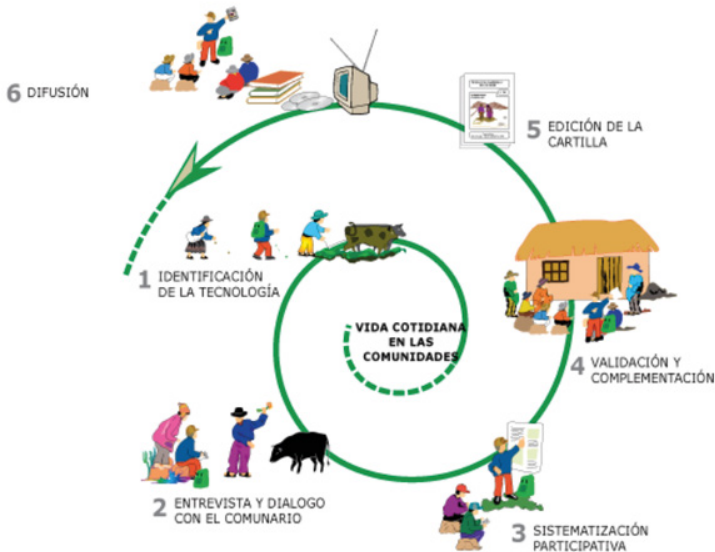 6 DIFUSIÓN
5 EDICIÓN DE LA
CARTILLA
1 IDENTIFICACIÓN
DE LA TECNOLOGÍA
VIDA COTIDIANA
EN LAS
COMUNIDADES
4 VALIDACIÓN Y
COMPLEMENTACIÓN
2 ENTREVISTA Y DIALOGO
CON EL COMUNARIO
3 SISTEMATIZACIÓN
PARTICIPATIVA